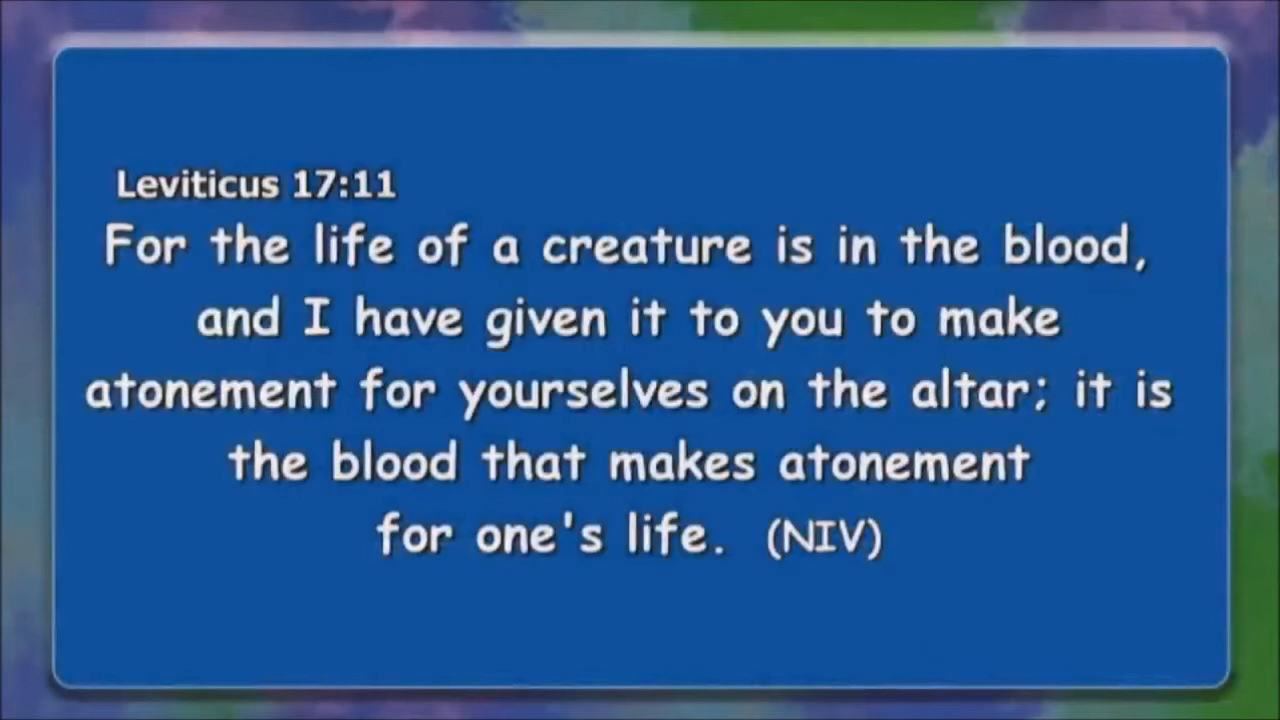 Leviticus 17:11
For the life of a creature is in the blood,
and I have given it to you to make
atonement for yourselves on the altar; it is
the blood that makes atonement
for one's life. (NIV)